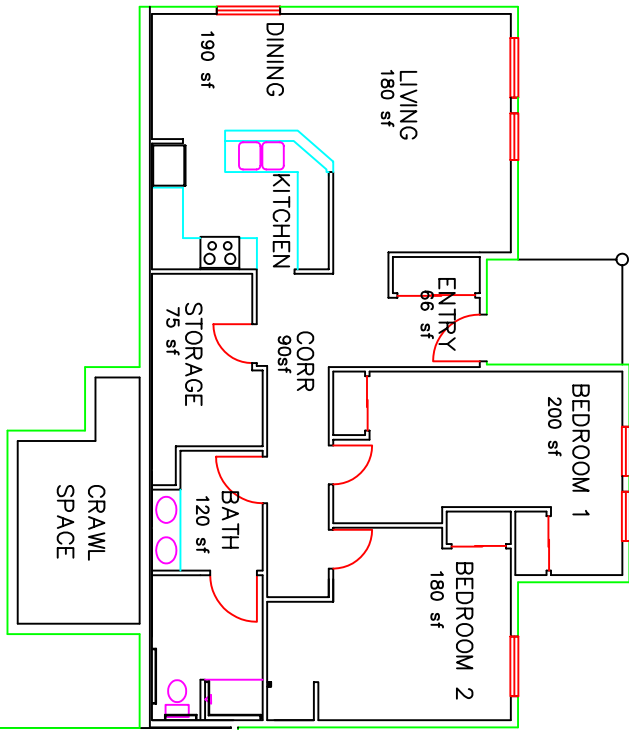 DINING
190 sf
LIVING
180 sf
KITCHEN
ENTRY
66 sf
STORAGE
75 sf
CORR
90sf
BEDROOM 1
200 sf
BATH
120 sf
BEDROOM 2
180 sf
CRAWL
SPACE